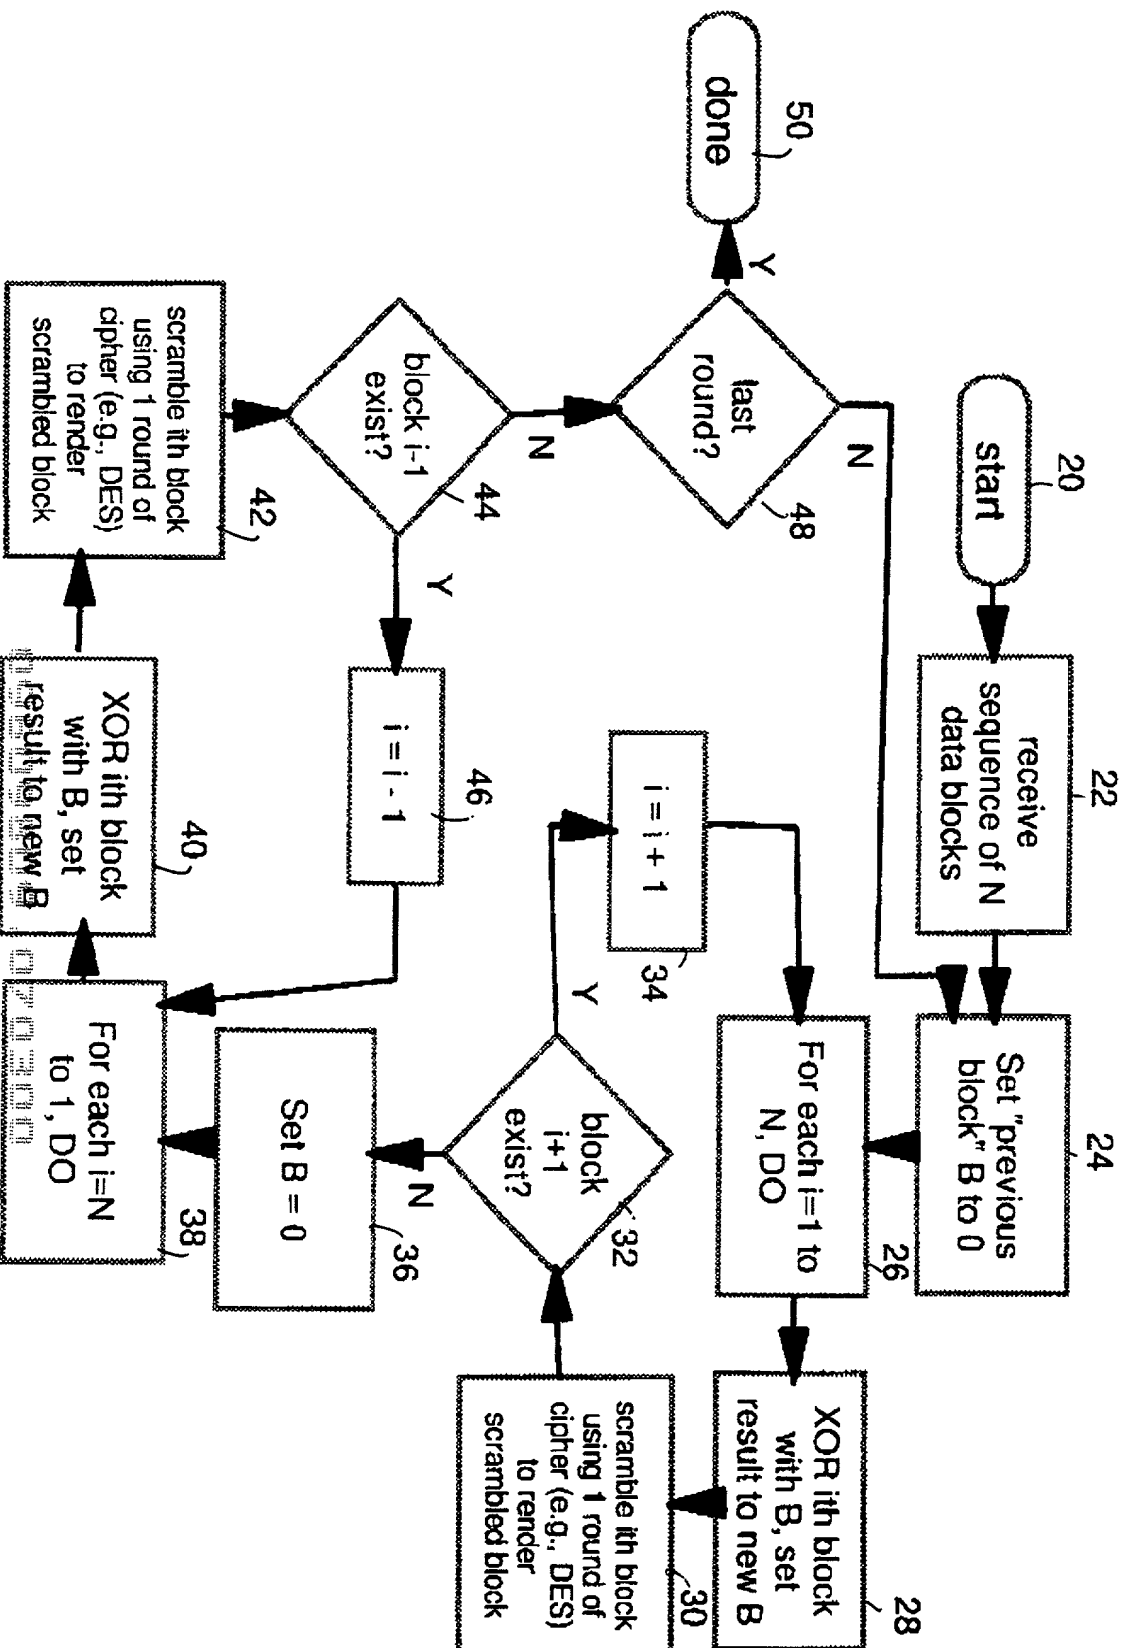 20
start
22
receive
sequence of N
data blocks
24
Set "previous
block" B to 0
26
For each i=1 to
N, DO
28
XOR ith block
with B, set
result to new B
30
scramble ith block
using 1 round of
cipher (e.g., DES)
to render
scrambled block
32
block
i+1
exist?
Y
N
34
i = i + 1
36
Set B = 0
38
For each i=N
to 1, DO
40
XOR ith block
with B, set
result to new B
42
scramble ith block
using 1 round of
cipher (e.g., DES)
to render
scrambled block
44
block i-1
exist?
Y
N
46
i = i - 1
48
last
round?
N
Y
50
done